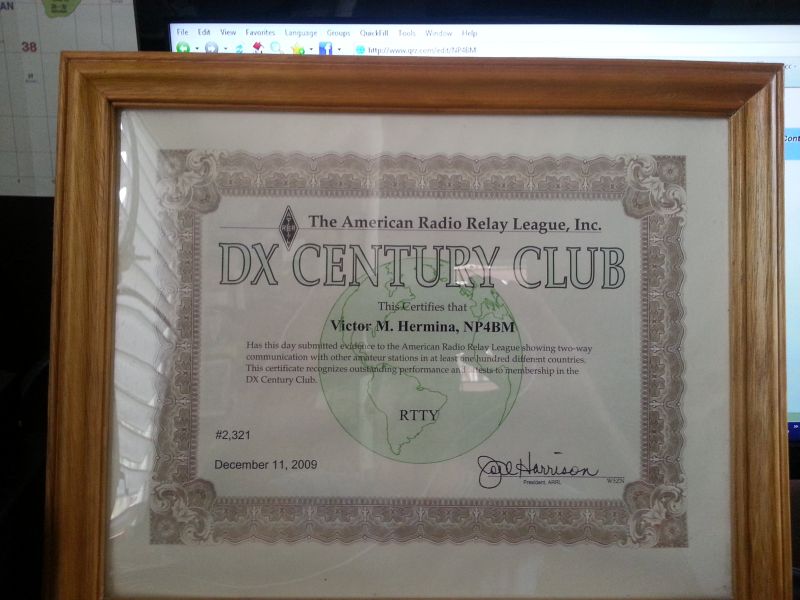 AN
38
File Edit View Favorites Language Groups QuickFill Tools Window Help
http://www.qrz.com/edit/NP4BM
Cont
The American Radio Relay League, Inc.
DX CENTURY CLUB
This Certifies that
Victor M. Hermina, NP4BM
Has this day submitted evidence to the American Radio Relay League showing two-way
communication with other amateur stations in at least one hundred different countries.
This certificate recognizes outstanding performance and attests to membership in the
DX Century Club.
RTTY
#2,321
December 11, 2009
Joel Harrison
President, ARRL
W5ZN